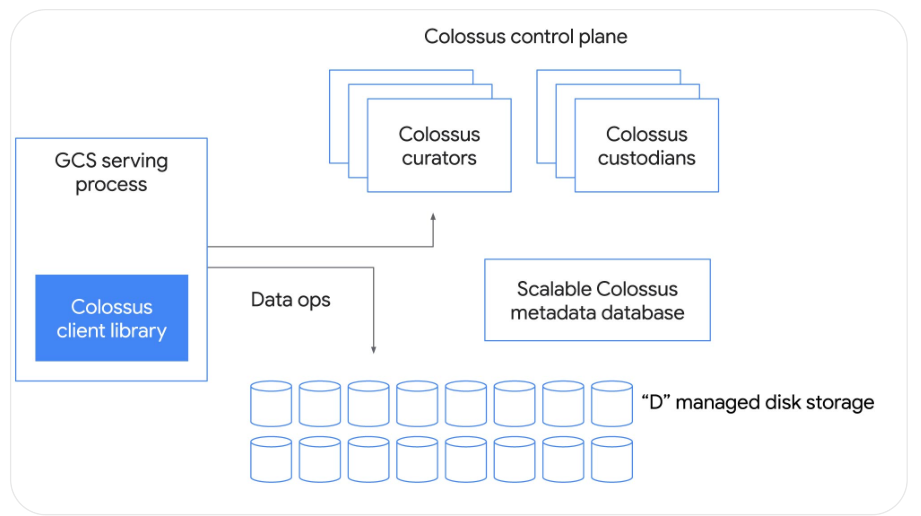 Colossus control plane
Colossus
curators
Colossus
custodians
GCS serving
process
Colossus
client library
Data ops
Scalable Colossus
metadata database
“D” managed disk storage